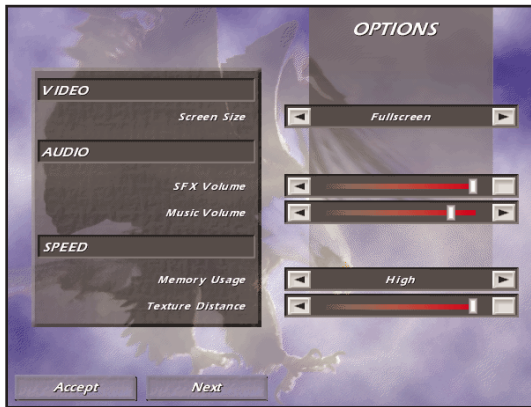 OPTIONS
VIDEO
Screen Size
Fullscreen
AUDIO
SFX Volume
Music Volume
SPEED
Memory Usage
High
Texture Distance
Accept
Next